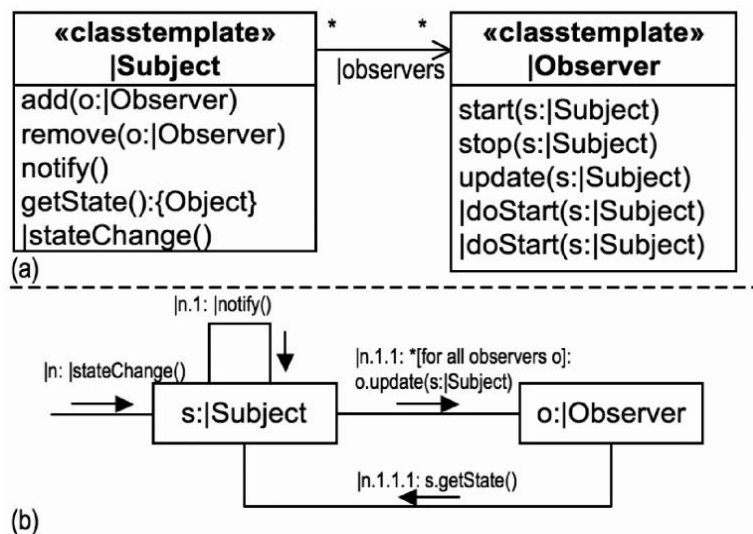 «classtemplate»
|Subject
* *
|observers
«classtemplate»
|Observer
add(o:|Observer)
remove(o:|Observer)
notify()
getState():{Object}
|stateChange()
start(s:|Subject)
stop(s:|Subject)
update(s:|Subject)
|doStart(s:|Subject)
|doStart(s:|Subject)
(a)
|n.1: |notify()
|n: |stateChange()
|n.1.1: *[for all observers o]:
o.update(s:|Subject)
s:|Subject
o:|Observer
|n.1.1.1: s.getState()
(b)